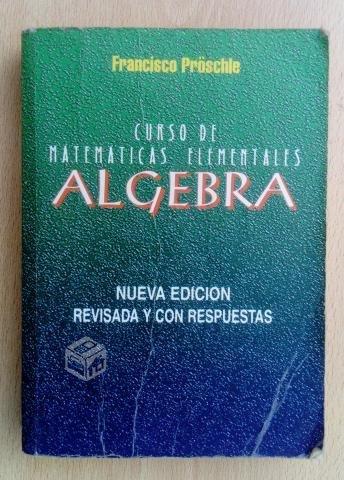 Francisco Pröschle
CURSO DE
MATEMATICAS ELEMENTALES
ALGEBRA
NUEVA EDICION
REVISADA Y CON RESPUESTAS